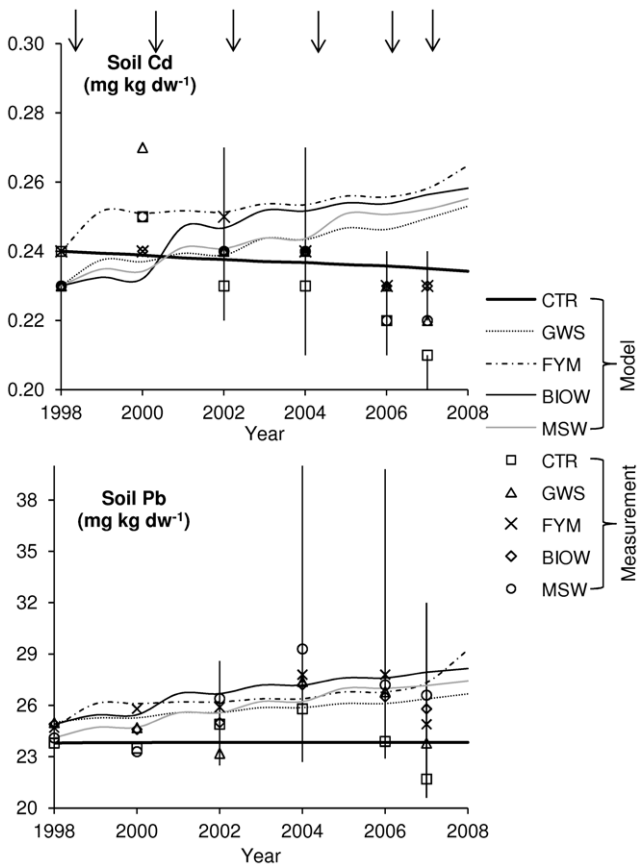 0.30
Soil Cd
(mg kg dw⁻¹)
0.28
0.26
0.24
0.22
0.20
1998 2000 2002 2004 2006 2008
Year
CTR
GWS
FYM
BIOW
MSW
Model
CTR
GWS
FYM
BIOW
MSW
Measurement
Soil Pb
(mg kg dw⁻¹)
38
35
32
29
26
23
20
1998 2000 2002 2004 2006 2008
Year